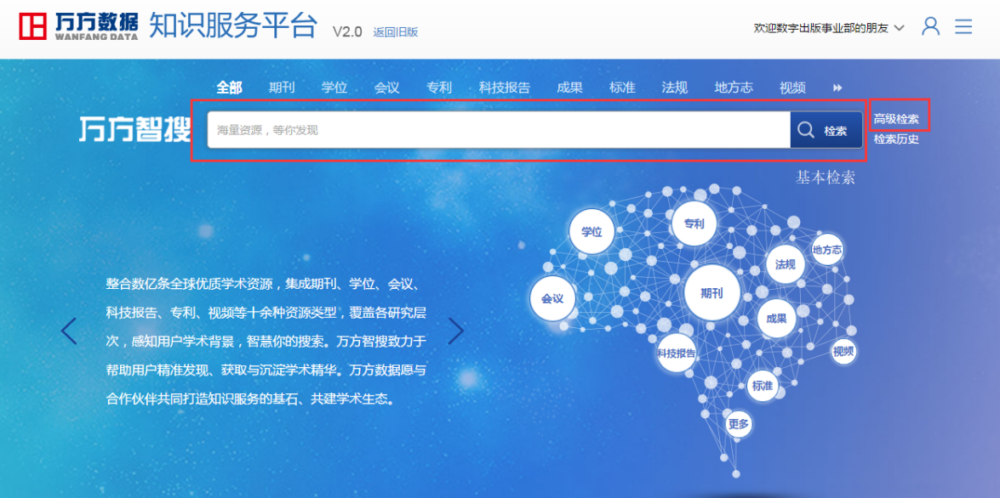 万方数据
WANFANG DATA
知识服务平台
V2.0
返回旧版
欢迎数字出版事业部的朋友
全部 期刊 学位 会议 专利 科技报告 成果 标准 法规 地方志 视频
万方智搜
海量资源，等你发现
检索
高级检索
检索历史
基本检索
整合数亿条全球优质学术资源，集成期刊、学位、会议、
科技报告、专利、视频等十余种资源类型，覆盖各研究层
次，感知用户学术背景，智慧你的搜索。万方智搜致力于
帮助用户精准发现、获取与沉淀学术精华。万方数据愿与
合作伙伴共同打造知识服务的基石、共建学术生态。
专利
学位
地方志
法规
期刊
会议
成果
视频
科技报告
标准
更多